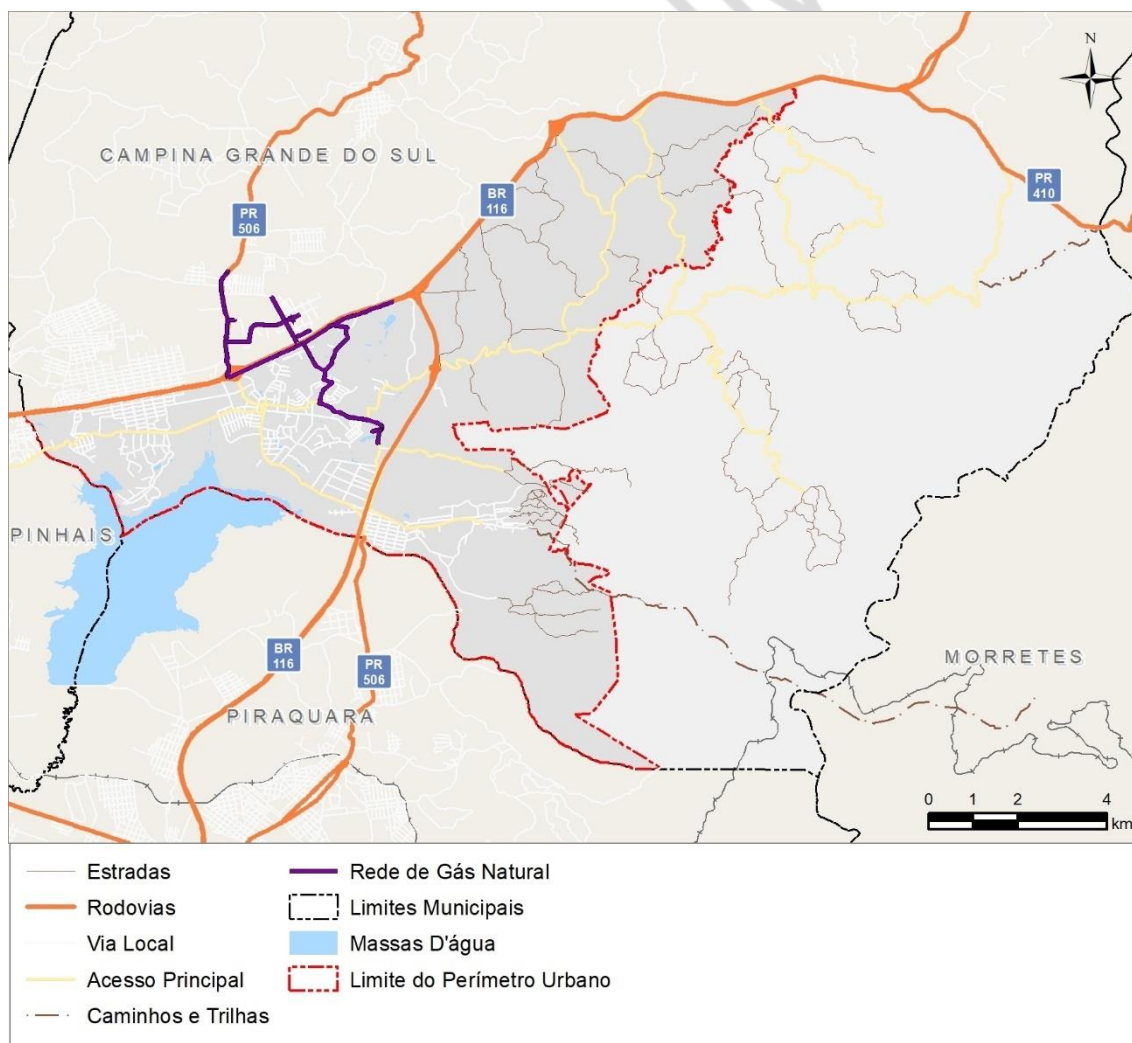 N
CAMPINA GRANDE DO SUL
PR
410
BR
116
PR
506
PINHAIS
BR
116
PR
506
MORRETES
PIRAQUARA
0 1 2 4
km
Estradas
Rodovias
Via Local
Acesso Principal
Caminhos e Trilhas
Rede de Gás Natural
Limites Municipais
Massas D'água
Limite do Perímetro Urbano